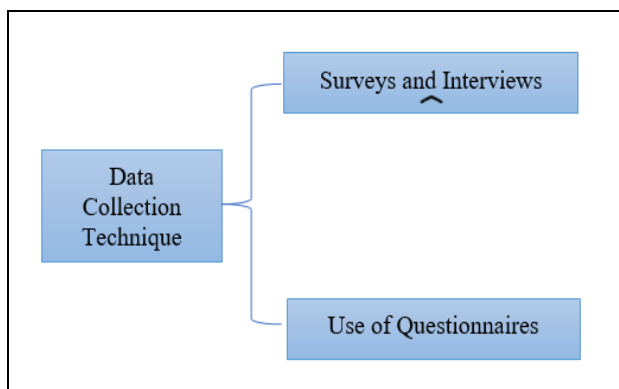 Surveys and Interviews
Data
Collection
Technique
Use of Questionnaires